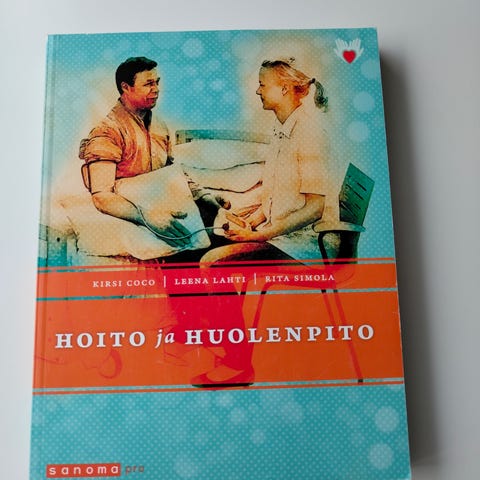 KIRSI COCO | LEENA LAHTI | RITA SIMOLA
HOITO ja HUOLENPITO
sanoma pro